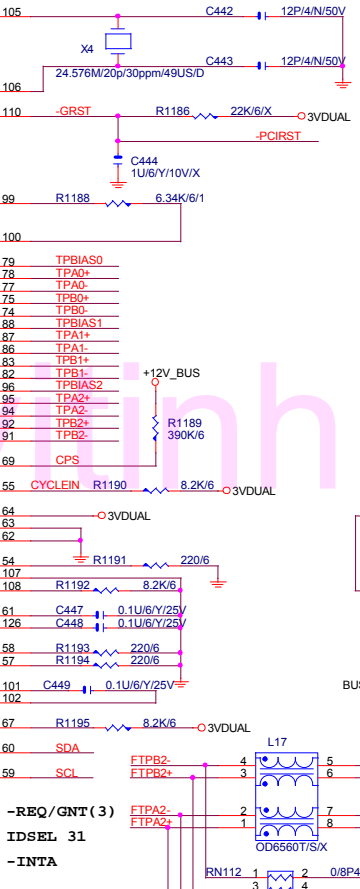 105 C442 12P/4/N/50V
X4
C443 12P/4/N/50V
24.576M/20p/30ppm/49US/D
106
110 -GRST R1186 22K/6/X 3VDUAL
-PCIRST
C444
1U/6/Y/10V/X
99 R1188 6.34K/6/1
100
79 TPBIAS0
78 TPA0+
77 TPA0-
75 TPB0+
74 TPB0-
88 TPBIAS1
87 TPA1+
86 TPA1-
83 TPB1+
82 TPB1- +12V_BUS
96 TPBIAS2
95 TPA2+
94 TPA2-
92 TPB2+ R1189
91 TPB2- 390K/6
itinh
69 CPS
55 CYCLEIN R1190 8.2K/6 3VDUAL
64 3VDUAL
63
62
54 R1191 220/6
107
108 R1192 8.2K/6
61 C447 0.1U/6/Y/25V
126 C448 0.1U/6/Y/25V
58 R1193 220/6
57 R1194 220/6
101 C449 0.1U/6/Y/25V
102 BUS
67 R1195 8.2K/6 3VDUAL
60 SDA L17
FTPB2- 4 5
59 SCL FTPB2+ 3 6
-REQ/GNT(3) FTPA2- 2 7
FTPA2+ 1 8
IDSEL 31 OD6560T/S/X
-INTA
RN112 1 2 0/8P4
3 4